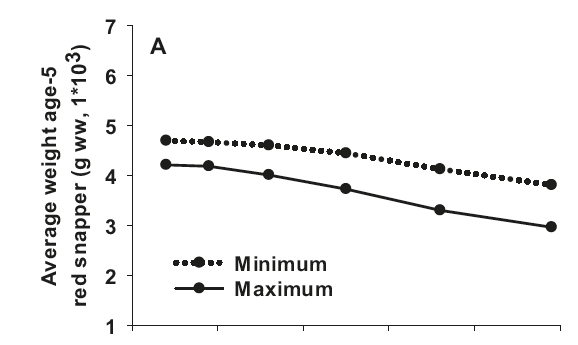 Average weight age-5
red snapper (g ww, 1*10³)
7
A
6
5
4
3
2
1
Minimum
Maximum